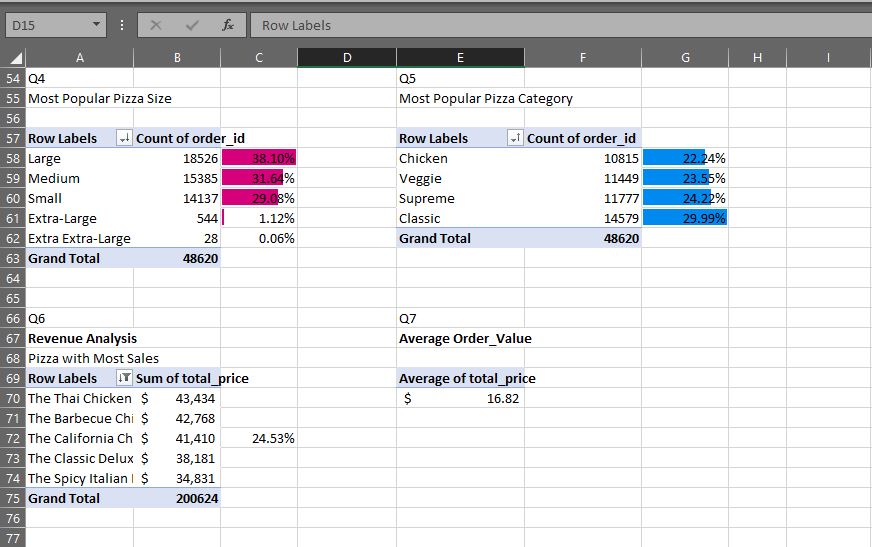 D15 fx Row Labels
A B C D E F G H I
54 Q4 Q5
55 Most Popular Pizza Size Most Popular Pizza Category
56
57 Row Labels Count of order_id Row Labels Count of order_id
58 Large 18526 38.10% Chicken 10815 22.24%
59 Medium 15385 31.64% Veggie 11449 23.55%
60 Small 14137 29.08% Supreme 11777 24.22%
61 Extra-Large 544 1.12% Classic 14579 29.99%
62 Extra Extra-Large 28 0.06% Grand Total 48620
63 Grand Total 48620
64
65
66 Q6 Q7
67 Revenue Analysis Average Order_Value
68 Pizza with Most Sales
69 Row Labels Sum of total_price Average of total_price
70 The Thai Chicken $ 43,434 $ 16.82
71 The Barbecue Chi $ 42,768
72 The California Ch $ 41,410 24.53%
73 The Classic Delux $ 38,181
74 The Spicy Italian $ 34,831
75 Grand Total 200624
76
77